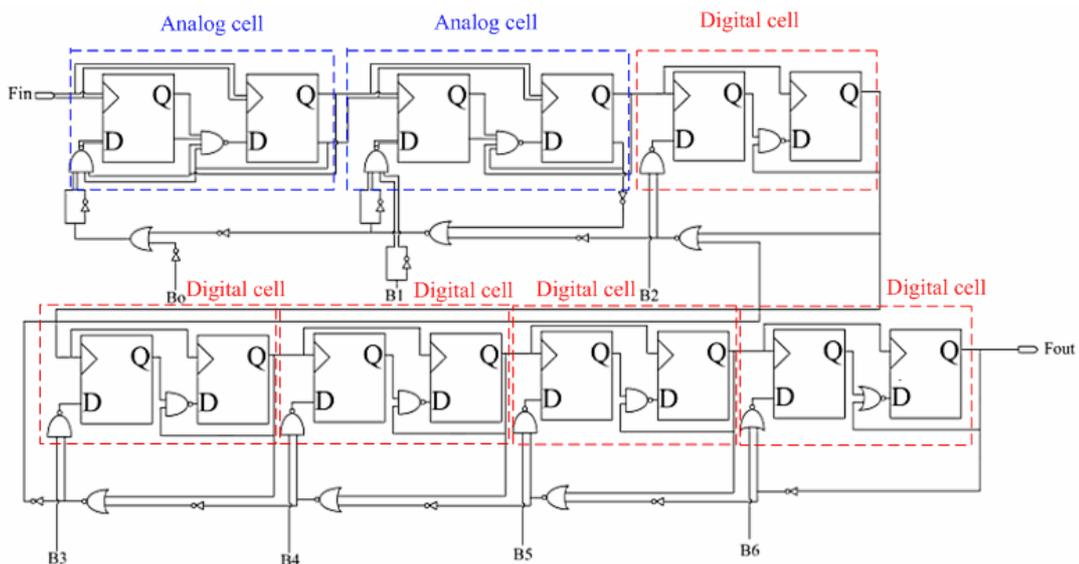 Analog cell
Analog cell
Digital cell
Fin
Q
Q
Q
Q
Q
Q
D
D
D
D
D
D
Bo
B1
B2
Digital cell
Digital cell
Digital cell
Digital cell
Q
Q
Q
Q
Q
Q
Q
Q
Fout
D
D
D
D
D
D
D
D
B3
B4
B5
B6